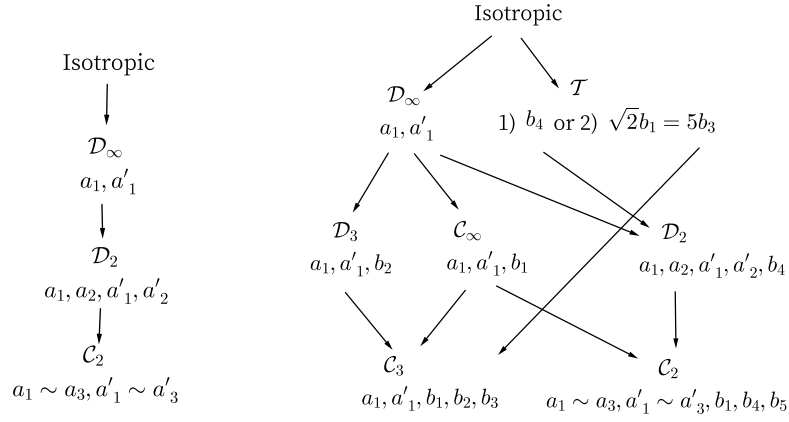 Isotropic
𝒟∞
a₁, a′₁
𝒟₂
a₁, a₂, a′₁, a′₂
𝒞₂
a₁ ∼ a₃, a′₁ ∼ a′₃
Isotropic
𝒟∞
a₁, a′₁
𝒯
1) b₄ or 2) √2b₁ = 5b₃
𝒟₃
a₁, a′₁, b₂
𝒞∞
a₁, a′₁, b₁
𝒟₂
a₁, a₂, a′₁, a′₂, b₄
𝒞₃
a₁, a′₁, b₁, b₂, b₃
𝒞₂
a₁ ∼ a₃, a′₁ ∼ a′₃, b₁, b₄, b₅